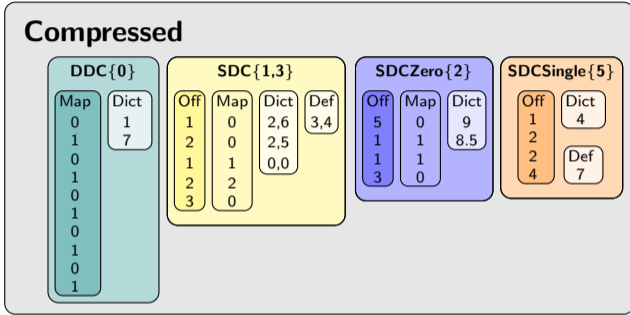 Compressed
DDC{0} SDC{1,3} SDCZero{2} SDCSingle{5}
Map Dict Off Map Dict Def Off Map Dict Off Dict
0 1 1 0 2,6 3,4 5 0 9 1 4
1 7 2 0 2,5 1 1 8.5 2
0 1 1 0,0 1 1 2 Def
1 2 2 3 0 4 7
0 3 0
1
0
1
0
1